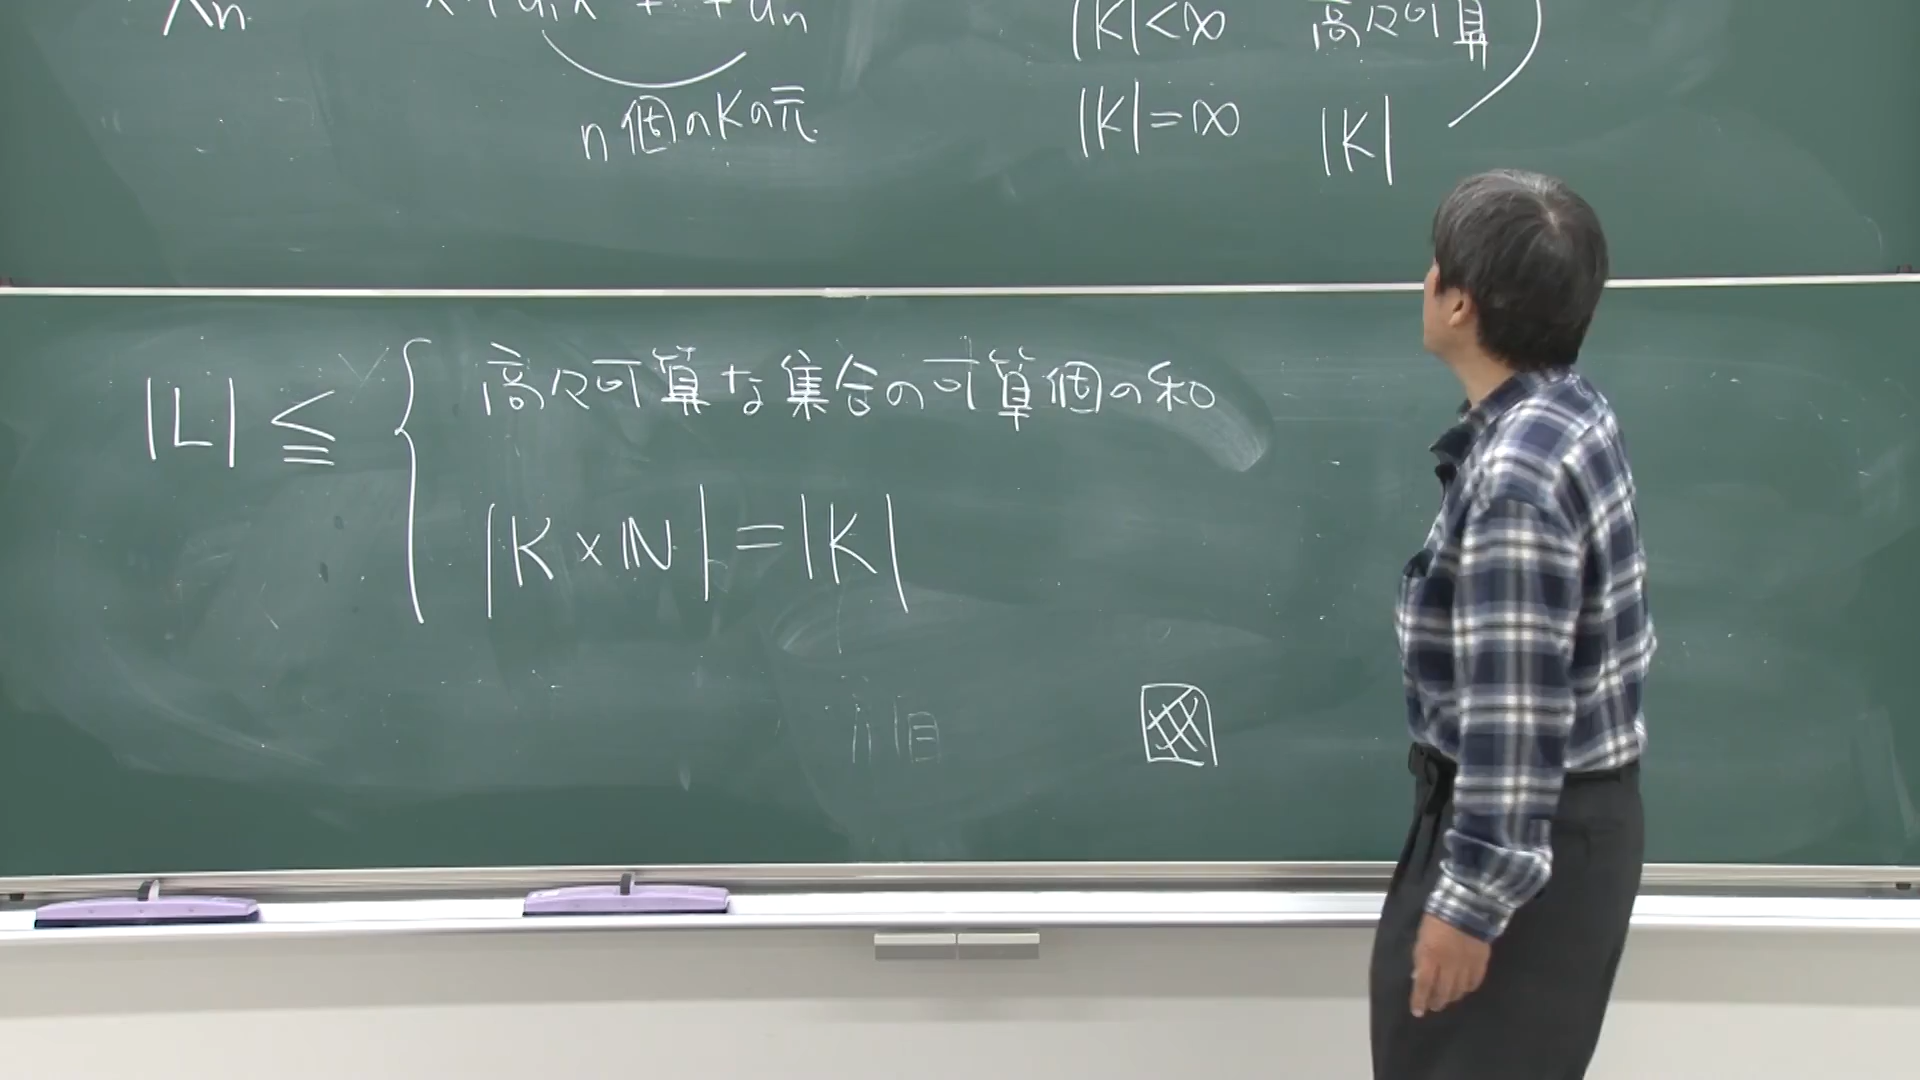 n個のKの元
|K|<∞ 高々可算
|K|=∞ |K|
|L| ≦ { 高々可算な集合の可算個の和
|K×ℕ|=|K|